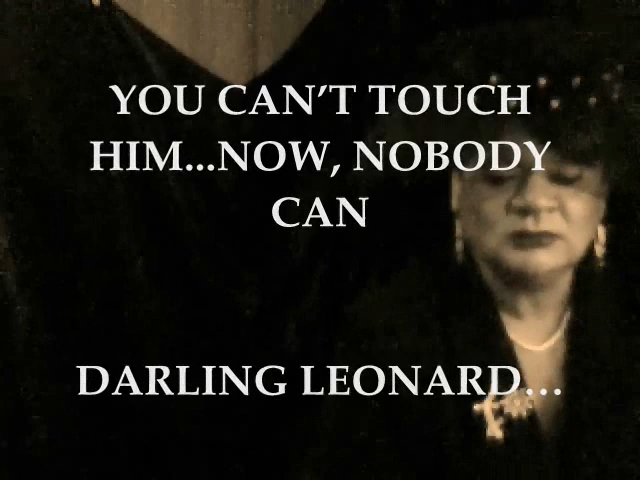 YOU CAN’T TOUCH
HIM...NOW, NOBODY
CAN
DARLING LEONARD…